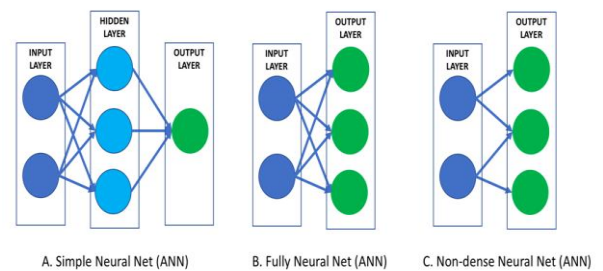 INPUT
LAYER
HIDDEN
LAYER
OUTPUT
LAYER
INPUT
LAYER
OUTPUT
LAYER
INPUT
LAYER
OUTPUT
LAYER
A. Simple Neural Net (ANN)
B. Fully Neural Net (ANN)
C. Non-dense Neural Net (ANN)